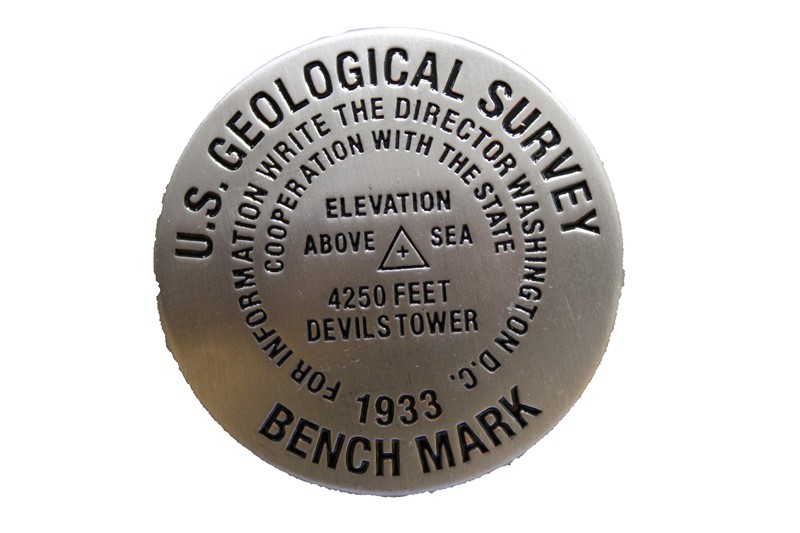 U.S. GEOLOGICAL SURVEY
FOR INFORMATION WRITE THE DIRECTOR WASHINGTON D.C.
COOPERATION WITH THE STATE
ELEVATION
ABOVE SEA
4250 FEET
DEVILS TOWER
1933
BENCH MARK